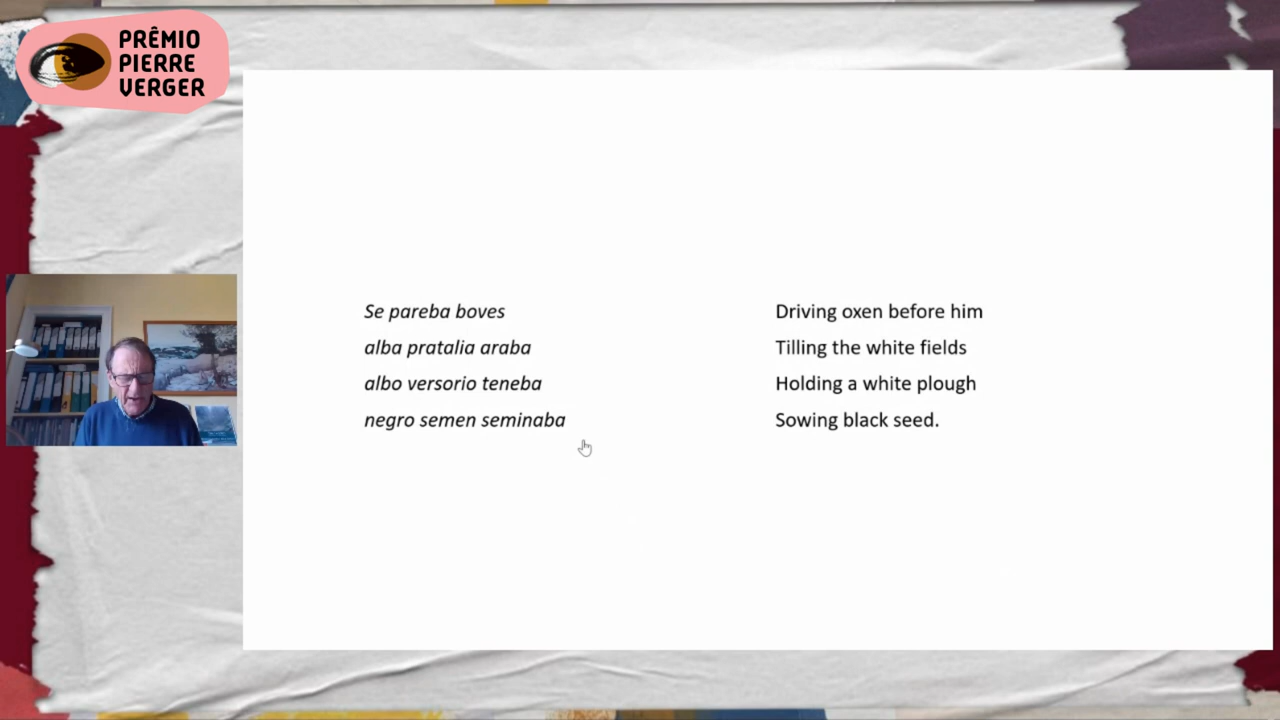 PRÊMIO
PIERRE
VERGER
Se pareba boves
alba pratalia araba
albo versorio teneba
negro semen seminaba
Driving oxen before him
Tilling the white fields
Holding a white plough
Sowing black seed.